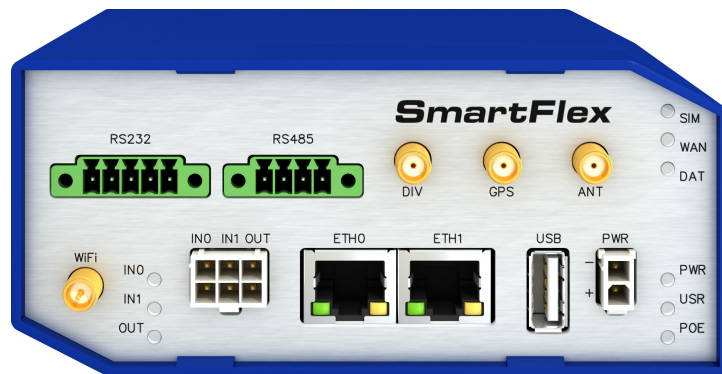 SmartFlex
RS232
RS485
SIM
WAN
DAT
DIV
GPS
ANT
IN0 IN1 OUT
ETH0
ETH1
USB
PWR
WiFi
IN0
IN1
OUT
-
+
PWR
USR
POE